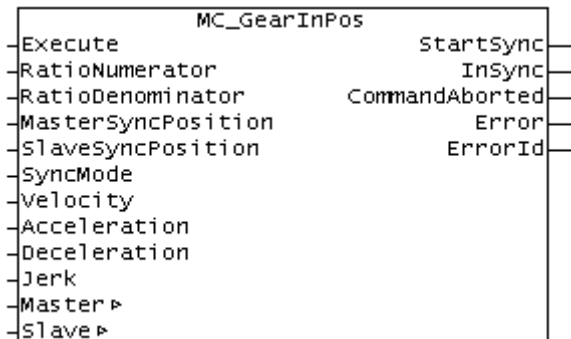 MC_GearInPos
Execute StartSync
RatioNumerator InSync
RatioDenominator CommandAborted
MasterSyncPosition Error
SlaveSyncPosition ErrorId
SyncMode
Velocity
Acceleration
Deceleration
Jerk
Master
Slave